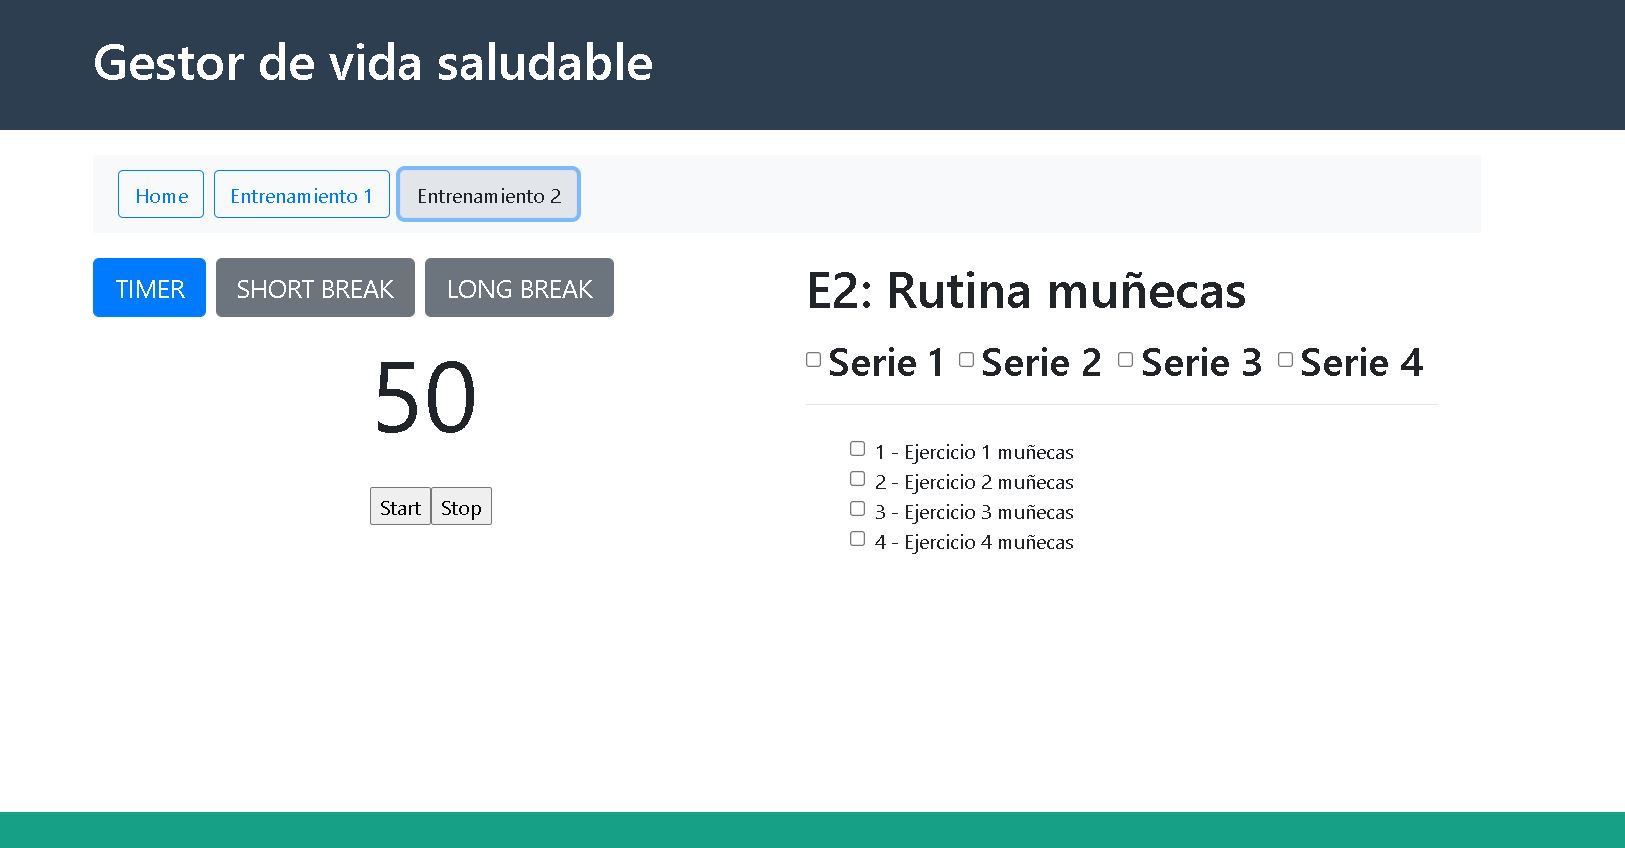 Gestor de vida saludable
Home Entrenamiento 1 Entrenamiento 2
TIMER SHORT BREAK LONG BREAK
50
Start Stop
E2: Rutina muñecas
Serie 1 Serie 2 Serie 3 Serie 4
1 - Ejercicio 1 muñecas
2 - Ejercicio 2 muñecas
3 - Ejercicio 3 muñecas
4 - Ejercicio 4 muñecas